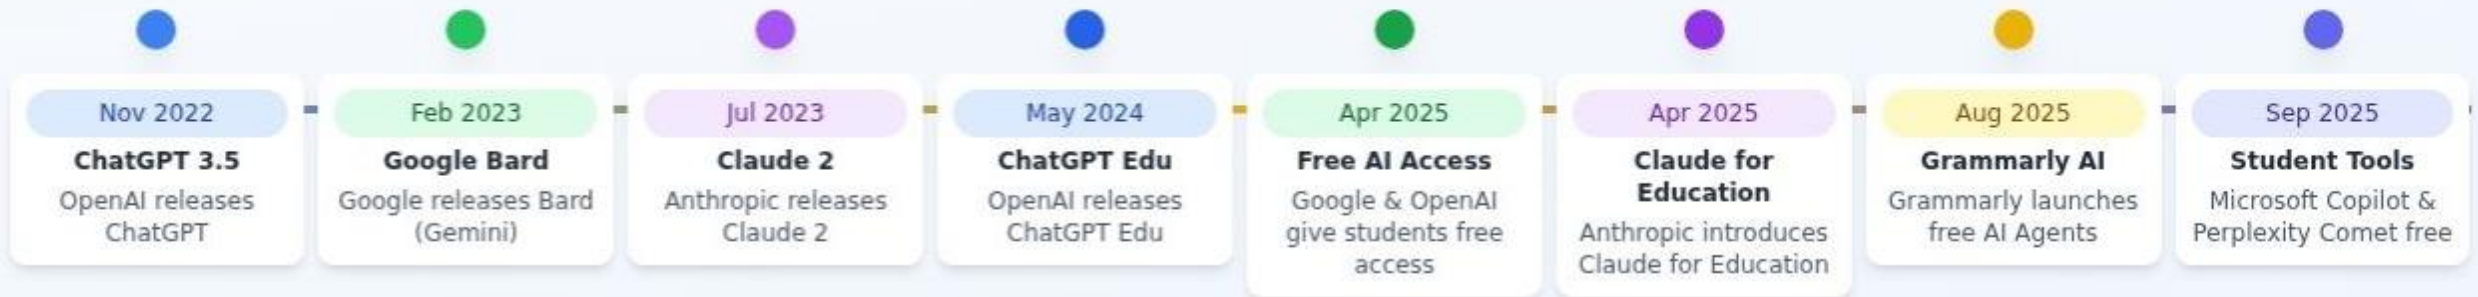 Nov 2022
ChatGPT 3.5
OpenAI releases
ChatGPT
Feb 2023
Google Bard
Google releases Bard
(Gemini)
Jul 2023
Claude 2
Anthropic releases
Claude 2
May 2024
ChatGPT Edu
OpenAI releases
ChatGPT Edu
Apr 2025
Free AI Access
Google & OpenAI
give students free
access
Apr 2025
Claude for
Education
Anthropic introduces
Claude for Education
Aug 2025
Grammarly AI
Grammarly launches
free AI Agents
Sep 2025
Student Tools
Microsoft Copilot &
Perplexity Comet free